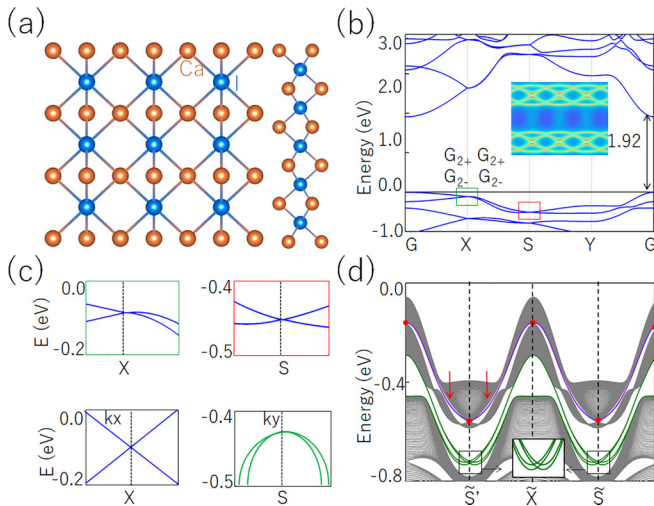 (a)
Ca
I
(b)
Energy (eV)
3.0
2.0
1.0
0.0
-1.0
1.92
G2+ G2+
G2- G2-
G X S Y G
(c)
E (eV)
0.0
-0.2
X
-0.4
-0.5
S
E (eV)
0.0
-0.2
kx
X
-0.4
-0.5
ky
S
(d)
Energy (eV)
0.0
-0.4
-0.8
S̃' X̃ S̃